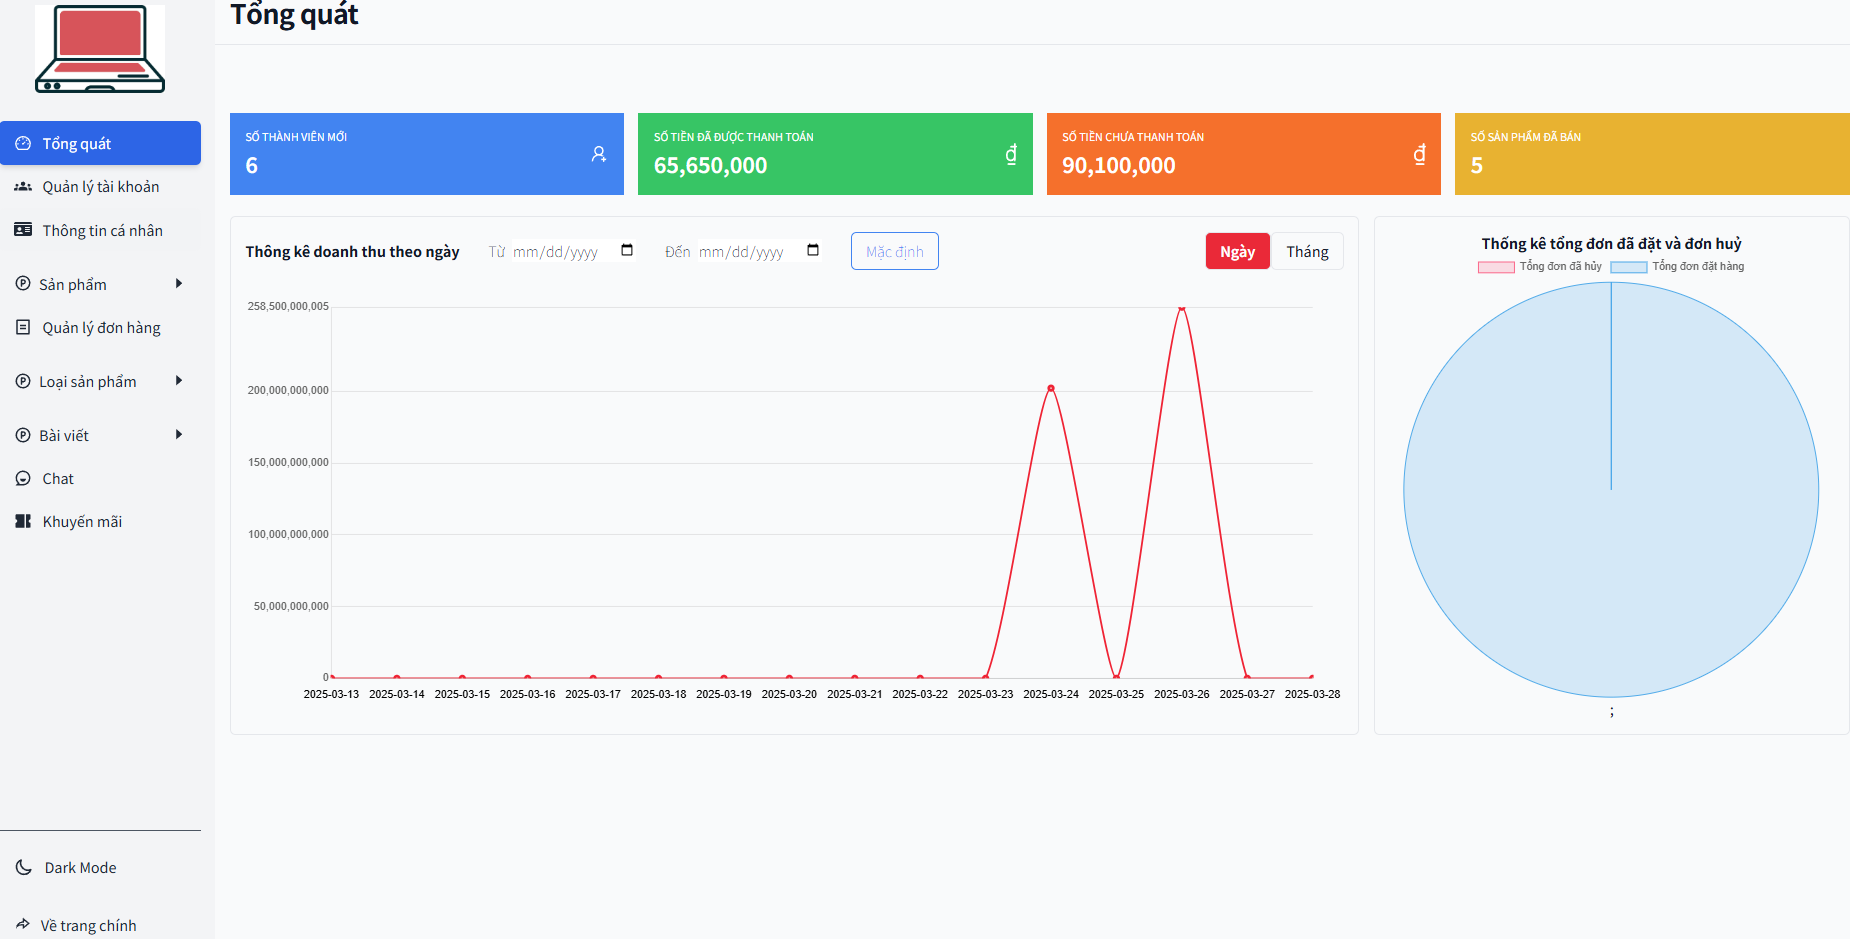 Tổng quát
Tổng quát
Quản lý tài khoản
Thông tin cá nhân
Sản phẩm
Quản lý đơn hàng
Loại sản phẩm
Bài viết
Chat
Khuyến mãi
Dark Mode
Về trang chính
SỐ THÀNH VIÊN MỚI
6
SỐ TIỀN ĐÃ ĐƯỢC THANH TOÁN
65,650,000
đ
SỐ TIỀN CHƯA THANH TOÁN
90,100,000
đ
SỐ SẢN PHẨM ĐÃ BÁN
5
Thông kê doanh thu theo ngày Từ mm/dd/yyyy Đến mm/dd/yyyy Mặc định Ngày Tháng
258,500,000,005
200,000,000,000
150,000,000,000
100,000,000,000
50,000,000,000
0
2025-03-13 2025-03-14 2025-03-15 2025-03-16 2025-03-17 2025-03-18 2025-03-19 2025-03-20 2025-03-21 2025-03-22 2025-03-23 2025-03-24 2025-03-25 2025-03-26 2025-03-27 2025-03-28
Thống kê tổng đơn đã đặt và đơn huỷ
Tổng đơn đã hủy Tổng đơn đặt hàng
;